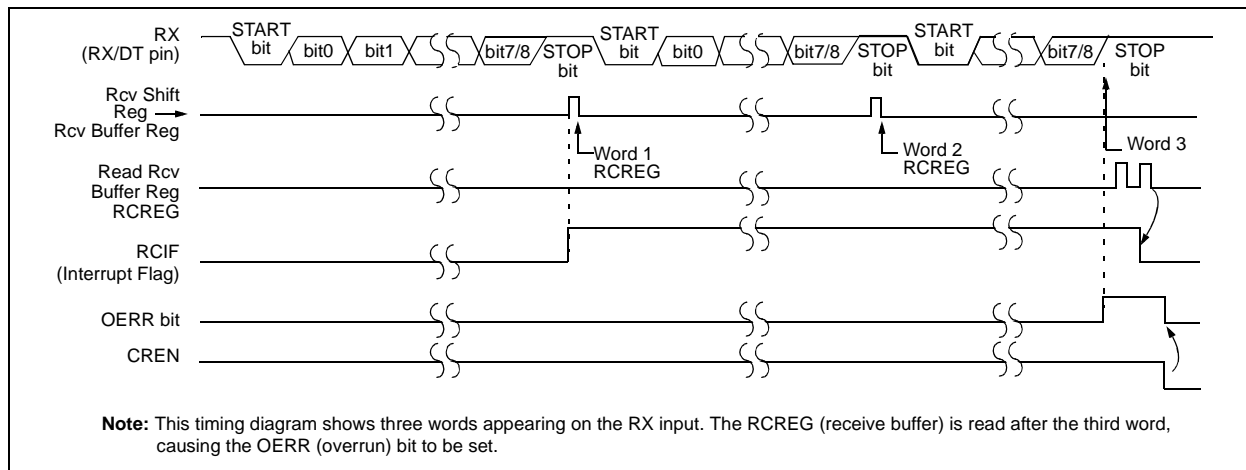 RX
(RX/DT pin)
START
bit
bit0
bit1
bit7/8
STOP
bit
START
bit
bit0
bit7/8
STOP
bit
START
bit
bit7/8
STOP
bit
Rcv Shift
Reg
Rcv Buffer Reg
Word 1
RCREG
Word 2
RCREG
Word 3
Read Rcv
Buffer Reg
RCREG
RCIF
(Interrupt Flag)
OERR bit
CREN
Note: This timing diagram shows three words appearing on the RX input. The RCREG (receive buffer) is read after the third word,
causing the OERR (overrun) bit to be set.